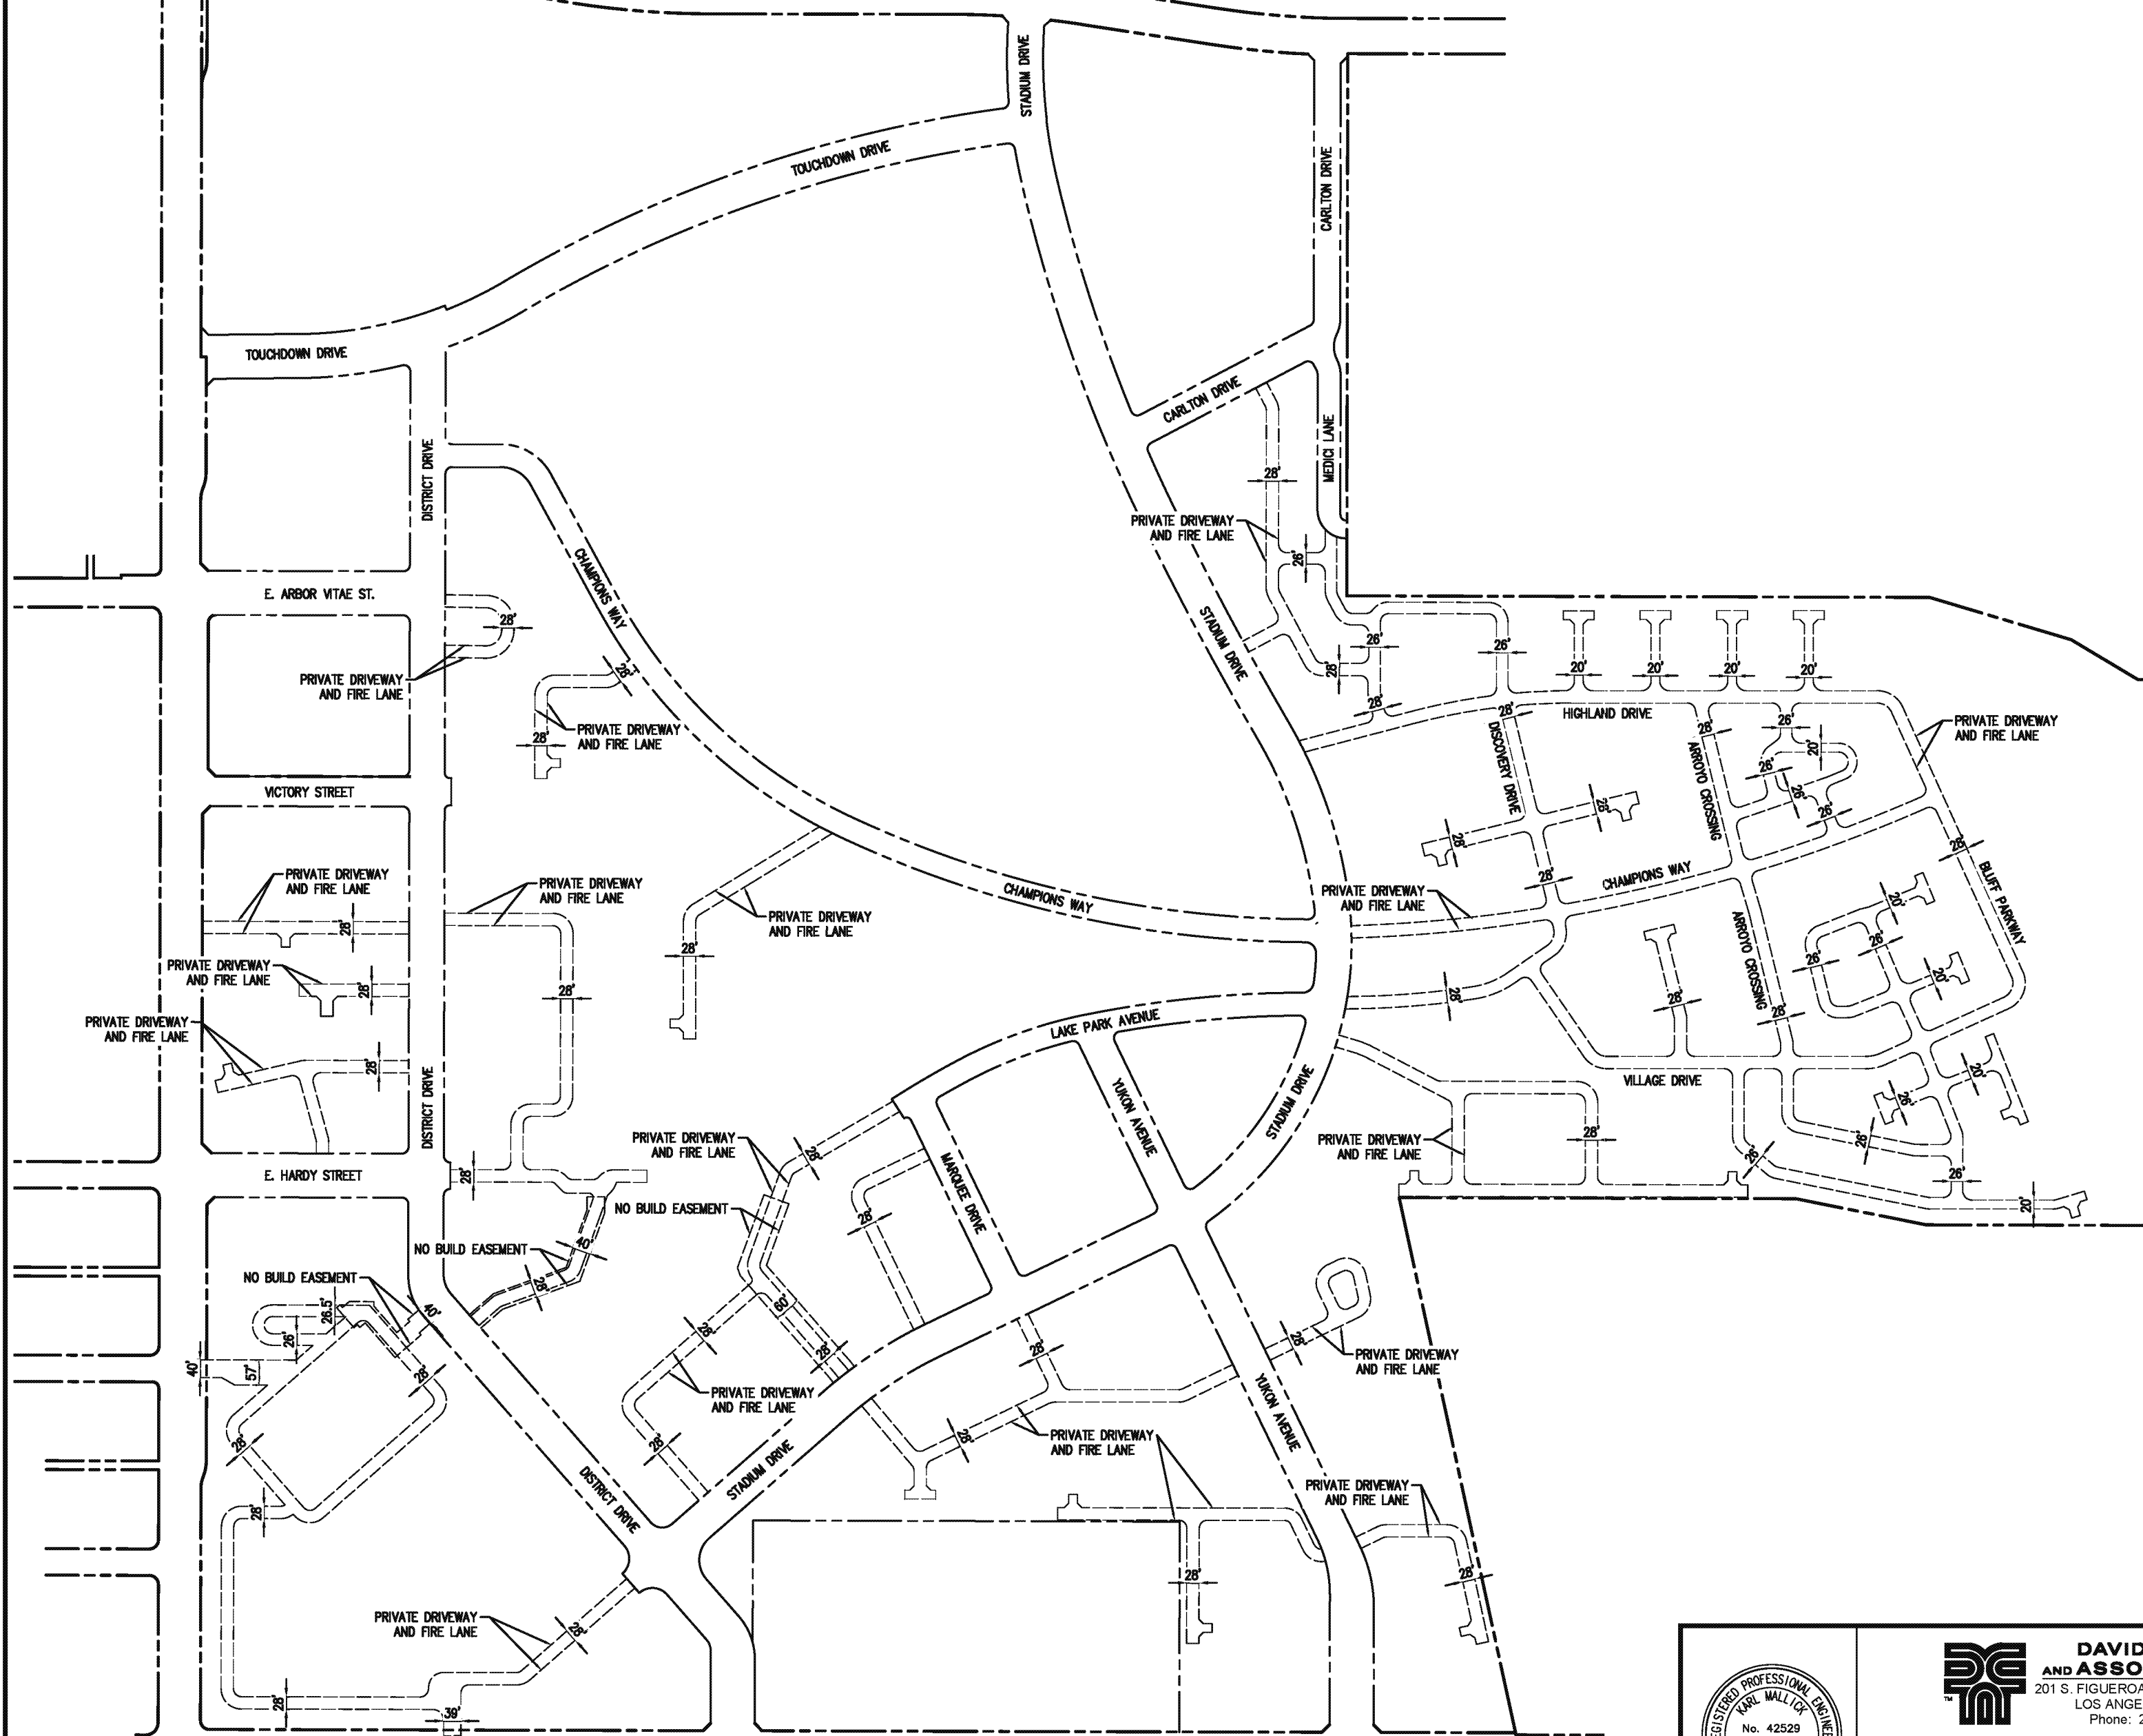 STADIUM DRIVE
TOUCHDOWN DRIVE
CARLTON DRIVE
TOUCHDOWN DRIVE
CARLTON DRIVE
MEDICI LANE
DISTRICT DRIVE
28'
PRIVATE DRIVEWAY
AND FIRE LANE
26'
CHAMPIONS WAY
E. ARBOR VITAE ST.
28'
STADIUM DRIVE
26'
26'
28'
20'
20'
20'
20'
PRIVATE DRIVEWAY
AND FIRE LANE
28'
28'
28'
HIGHLAND DRIVE
28'
26'
PRIVATE DRIVEWAY
AND FIRE LANE
PRIVATE DRIVEWAY
AND FIRE LANE
28'
28'
20'
DISCOVERY DRIVE
ARROYO CROSSING
26'
26'
26'
VICTORY STREET
28'
28'
28'
BLUFF PARKWAY
PRIVATE DRIVEWAY
AND FIRE LANE
PRIVATE DRIVEWAY
AND FIRE LANE
28'
CHAMPIONS WAY
PRIVATE DRIVEWAY
AND FIRE LANE
28'
CHAMPIONS WAY
20'
PRIVATE DRIVEWAY
AND FIRE LANE
28'
ARROYO CROSSING
26'
26'
20'
PRIVATE DRIVEWAY
AND FIRE LANE
28'
28'
28'
28'
28'
PRIVATE DRIVEWAY
AND FIRE LANE
LAKE PARK AVENUE
28'
28'
DISTRICT DRIVE
YUKON AVENUE
STADIUM DRIVE
VILLAGE DRIVE
20'
26'
PRIVATE DRIVEWAY
AND FIRE LANE
28'
PRIVATE DRIVEWAY
AND FIRE LANE
28'
26'
26'
E. HARDY STREET
28'
MARQUEE DRIVE
26'
20'
NO BUILD EASEMENT
28'
NO BUILD EASEMENT
40'
28'
NO BUILD EASEMENT
40'
26.5'
26'
60'
28'
28'
28'
28'
PRIVATE DRIVEWAY
AND FIRE LANE
40'
57'
28'
PRIVATE DRIVEWAY
AND FIRE LANE
YUKON AVENUE
28'
28'
28'
PRIVATE DRIVEWAY
AND FIRE LANE
STADIUM DRIVE
DISTRICT DRIVE
PRIVATE DRIVEWAY
AND FIRE LANE
28'
28'
28'
PRIVATE DRIVEWAY
AND FIRE LANE
28'
28'
39'
REGISTERED PROFESSIONAL ENGINEER
KARL MALLICK
No. 42529
DAVID
AND ASSO
201 S. FIGUEROA
LOS ANGE
Phone: 2
TM